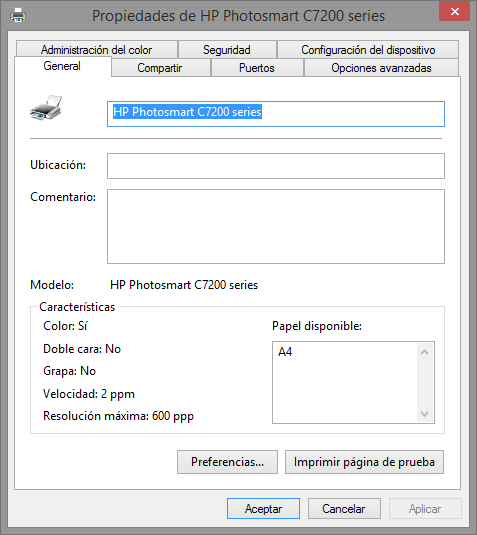 Propiedades de HP Photosmart C7200 series
Administración del color
Seguridad
Configuración del dispositivo
General
Compartir
Puertos
Opciones avanzadas
HP Photosmart C7200 series
Ubicación:
Comentario:
Modelo: HP Photosmart C7200 series
Características
Color: Sí
Papel disponible:
Doble cara: No
A4
Grapa: No
Velocidad: 2 ppm
Resolución máxima: 600 ppp
Preferencias...
Imprimir página de prueba
Aceptar
Cancelar
Aplicar